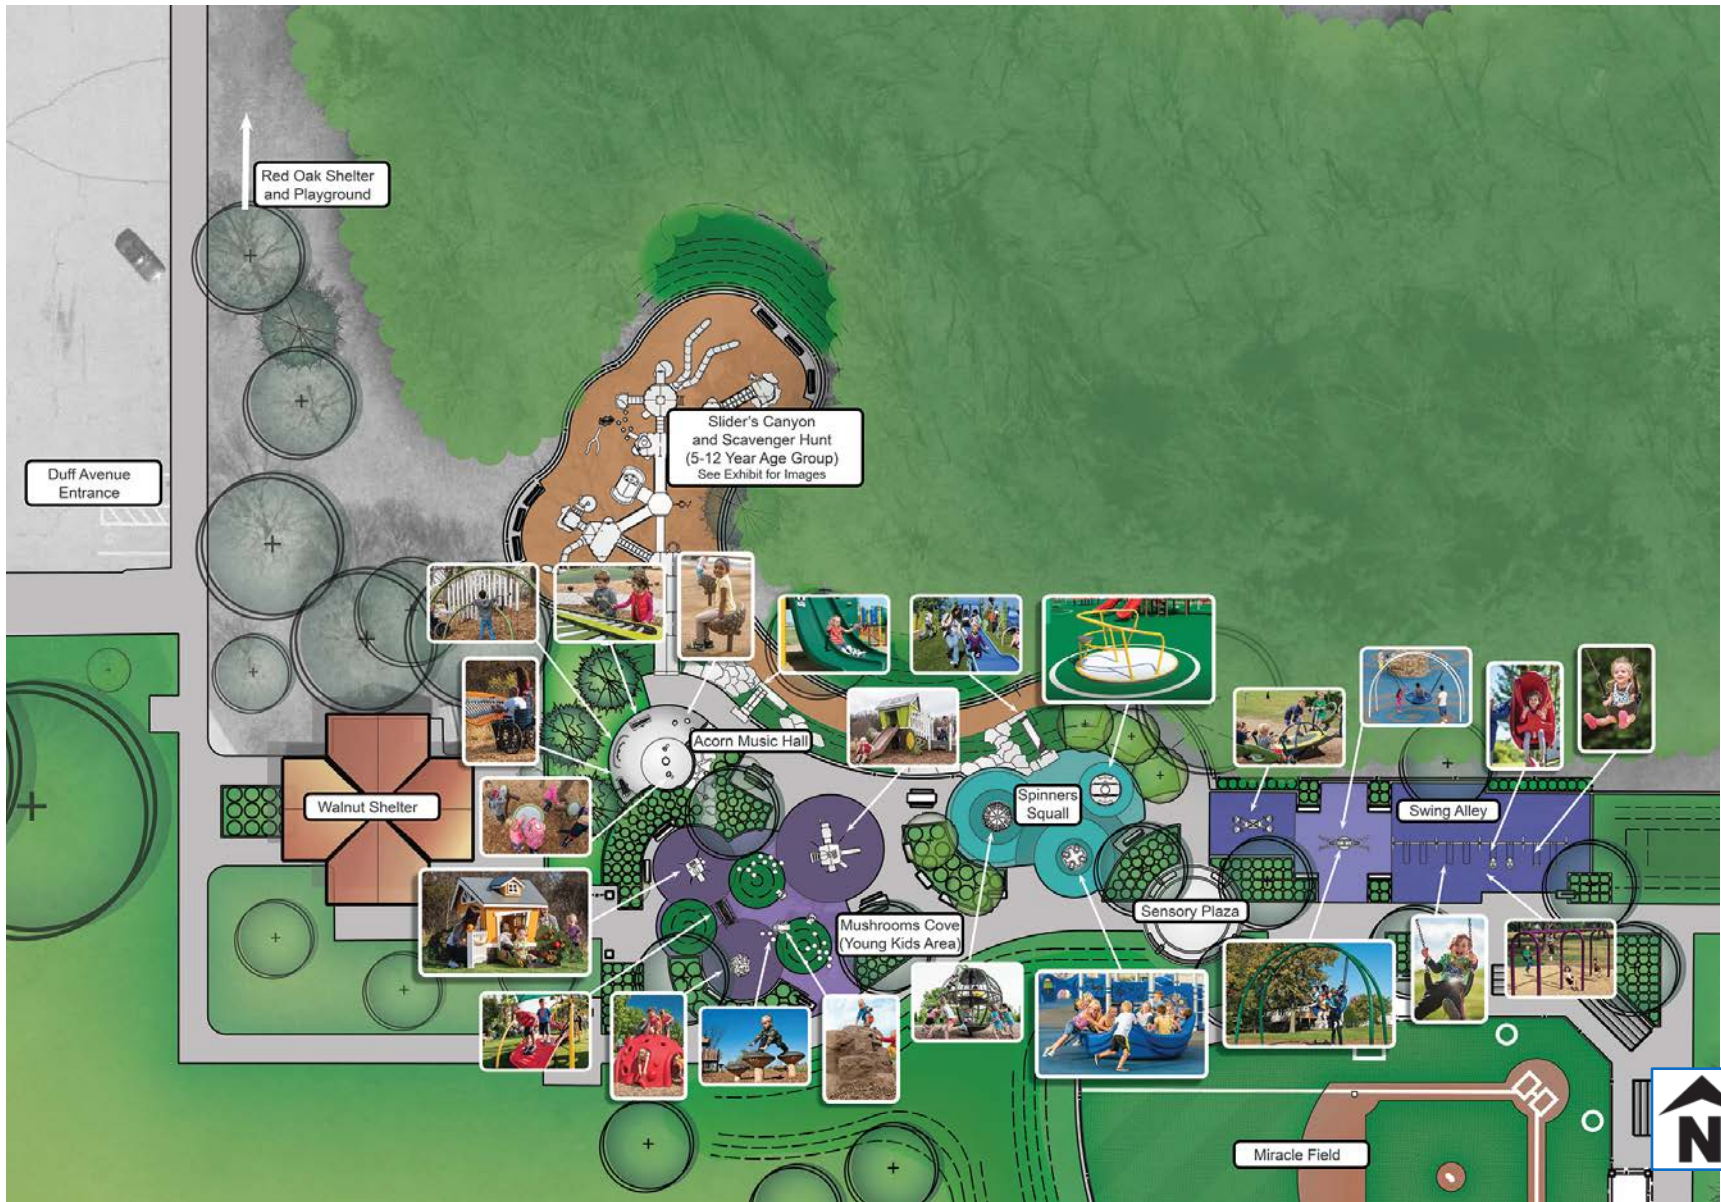 Red Oak Shelter
and Playground
Slider's Canyon
and Scavenger Hunt
(5-12 Year Age Group)
See Exhibit for Images
Duff Avenue
Entrance
Acorn Music Hall
Walnut Shelter
Spinners
Squall
Swing Alley
Mushrooms Cove
(Young Kids Area)
Sensory Plaza
Miracle Field
N